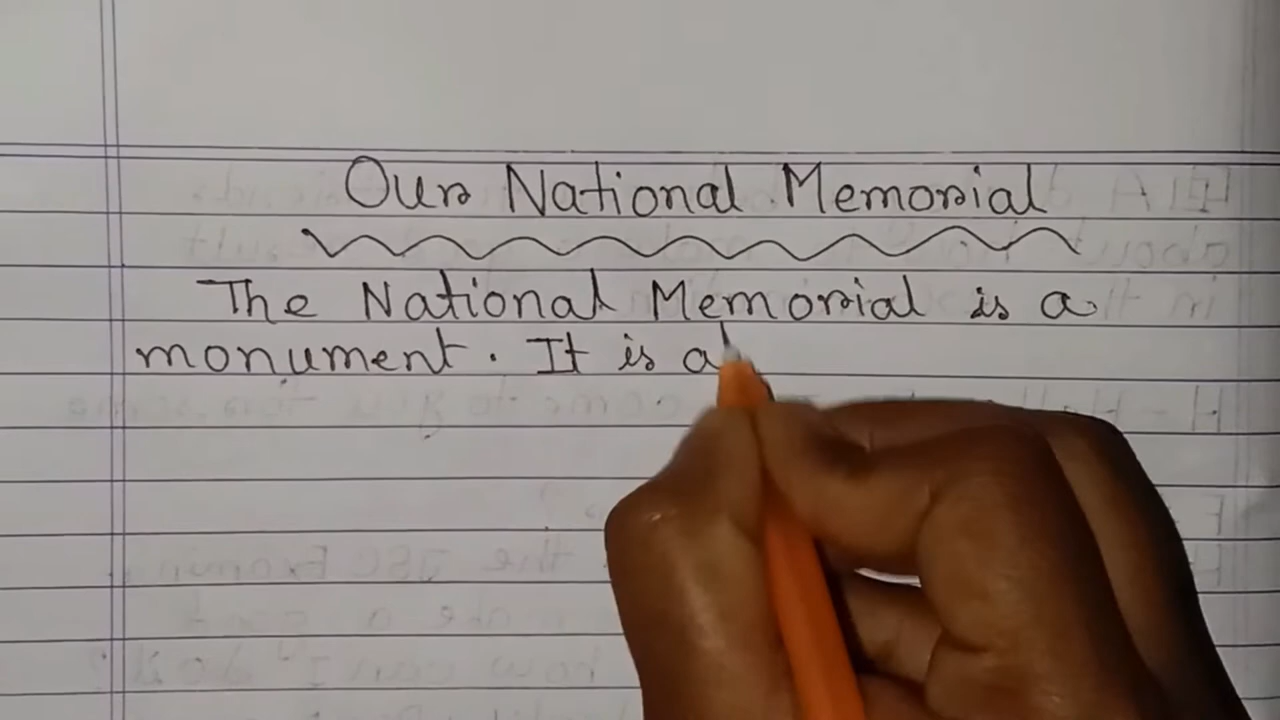 Our National Memorial
The National Memorial is a
monument. It is a